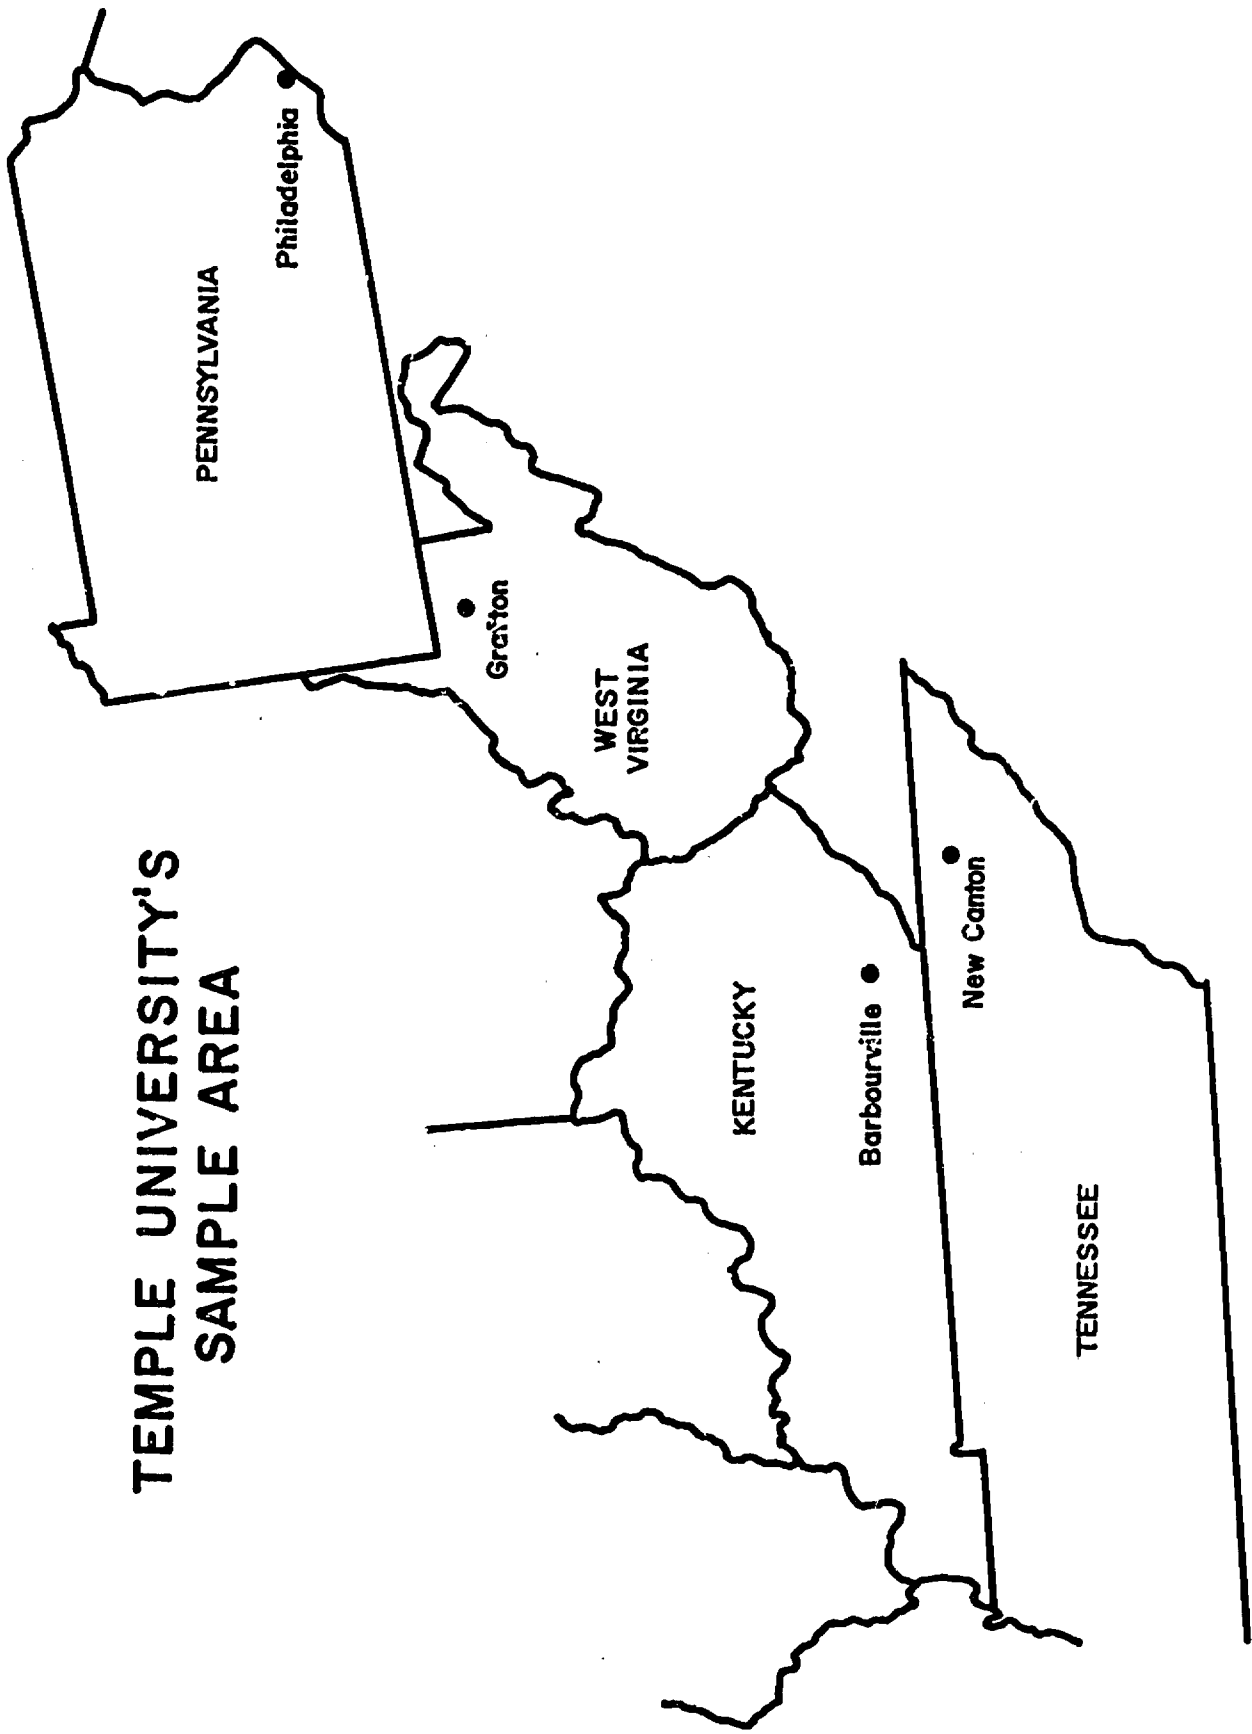 TEMPLE UNIVERSITY'S
SAMPLE AREA
PENNSYLVANIA
Philadelphia
Grafton
WEST
VIRGINIA
KENTUCKY
Barbourville
New Canton
TENNESSEE